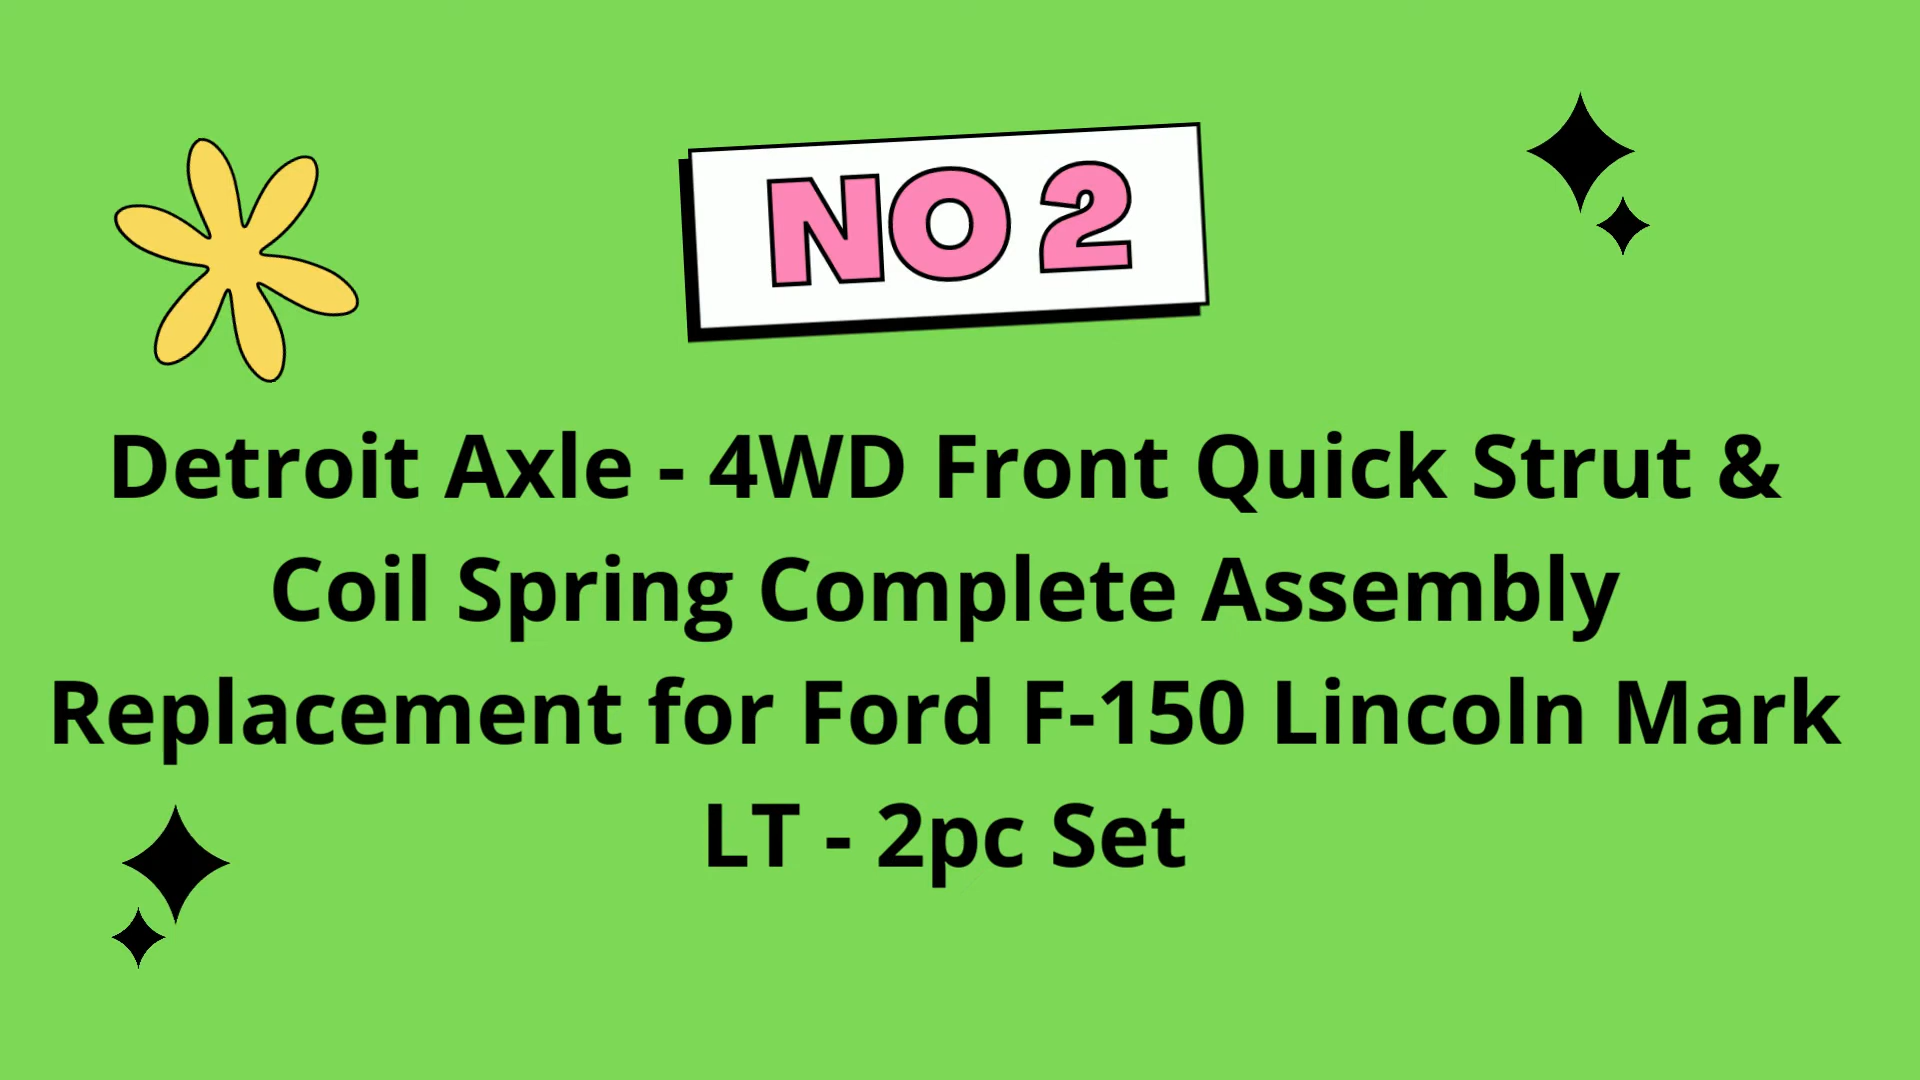 NO 2
Detroit Axle - 4WD Front Quick Strut &
Coil Spring Complete Assembly
Replacement for Ford F-150 Lincoln Mark
LT - 2pc Set